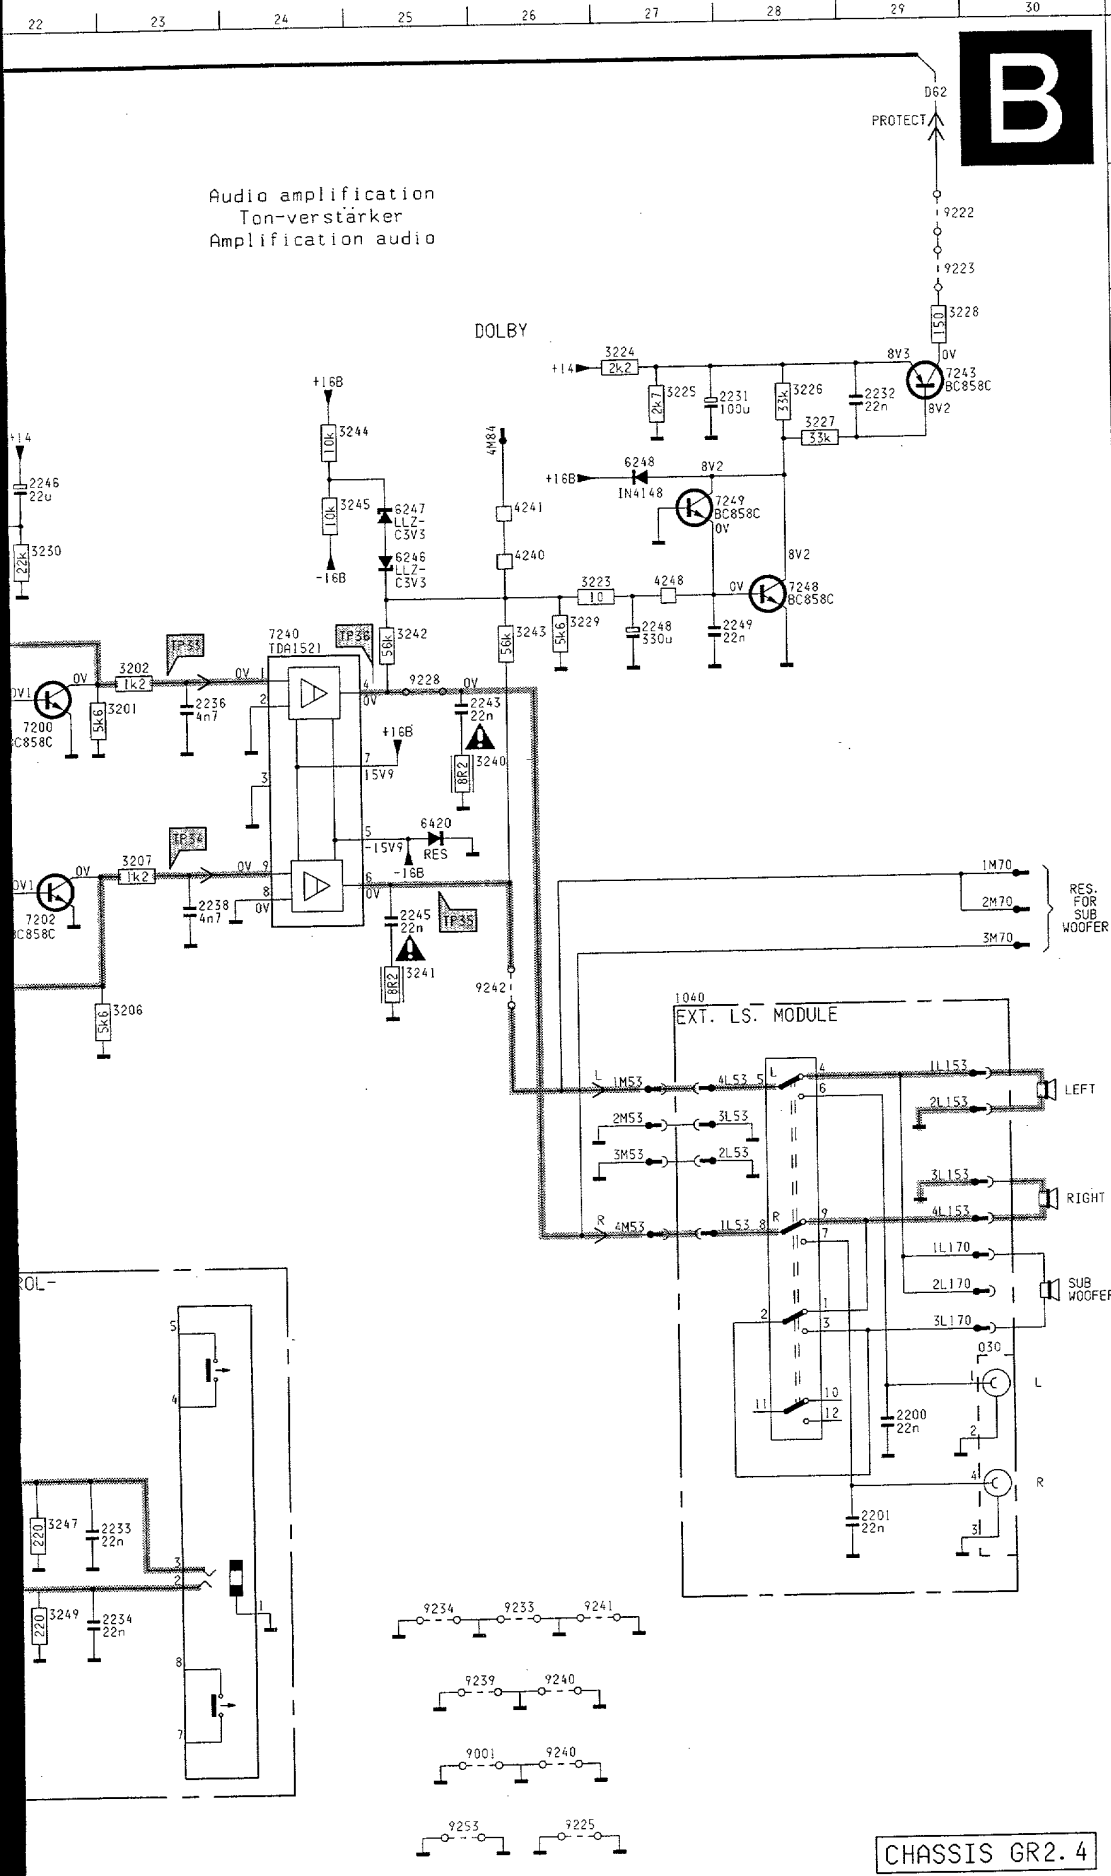 22 23 24 25 26 27 28 29 30
B
D62
PROTECT
Audio amplification
Ton-verstärker
Amplification audio
9222
9223
DOLBY
3228
150
3224
+14
2k2
8V3
0V
7243
BC858C
8V2
+16B
3225
2k7
2231
100u
3226
33k
2232
22n
3227
33k
3244
10k
4M84
+14
2246
22u
6248
8V2
+16B
IN4148
3245
10k
6247
LLZ-
C3V3
4241
7249
BC858C
0V
3230
22k
-16B
6246
LLZ-
C3V3
4240
8V2
3223
10
4248
0V
7248
BC858C
7240
TDA1521
TP36
3242
56k
3243
56k
3229
5k6
2248
330u
2249
22n
TP33
3202
1k2
0V
1
4
0V
9228
0V
0V1
0V
3201
5k6
2236
4n7
2
2243
22n
7200
BC858C
+16B
7
15V9
3240
8R2
3
TP34
5
-15V9
6420
RES
-16B
3207
1k2
0V
9
6
0V
0V1
0V
8
0V
2238
4n7
2245
22n
TP35
7202
BC858C
1M70
2M70
3M70
RES.
FOR
SUB
WOOFER
3241
8R2
9242
3206
5k6
1040
EXT. LS. MODULE
L
1M53
4L53
5
L
4
6
1L153
LEFT
2L153
2M53
3L53
3M53
2L53
3L153
RIGHT
R
4M53
1L53
8
R
9
7
4L153
1L170
2L170
SUB
WOOFER
3L170
ROL-
2
1
3
5
4
030
1
L
11
10
12
2200
22n
2
4
R
2201
22n
3
3247
220
2233
22n
3
2
1
3249
220
2234
22n
8
7
9234 9233 9241
9239 9240
9001 9240
9253 9225
CHASSIS GR2.4